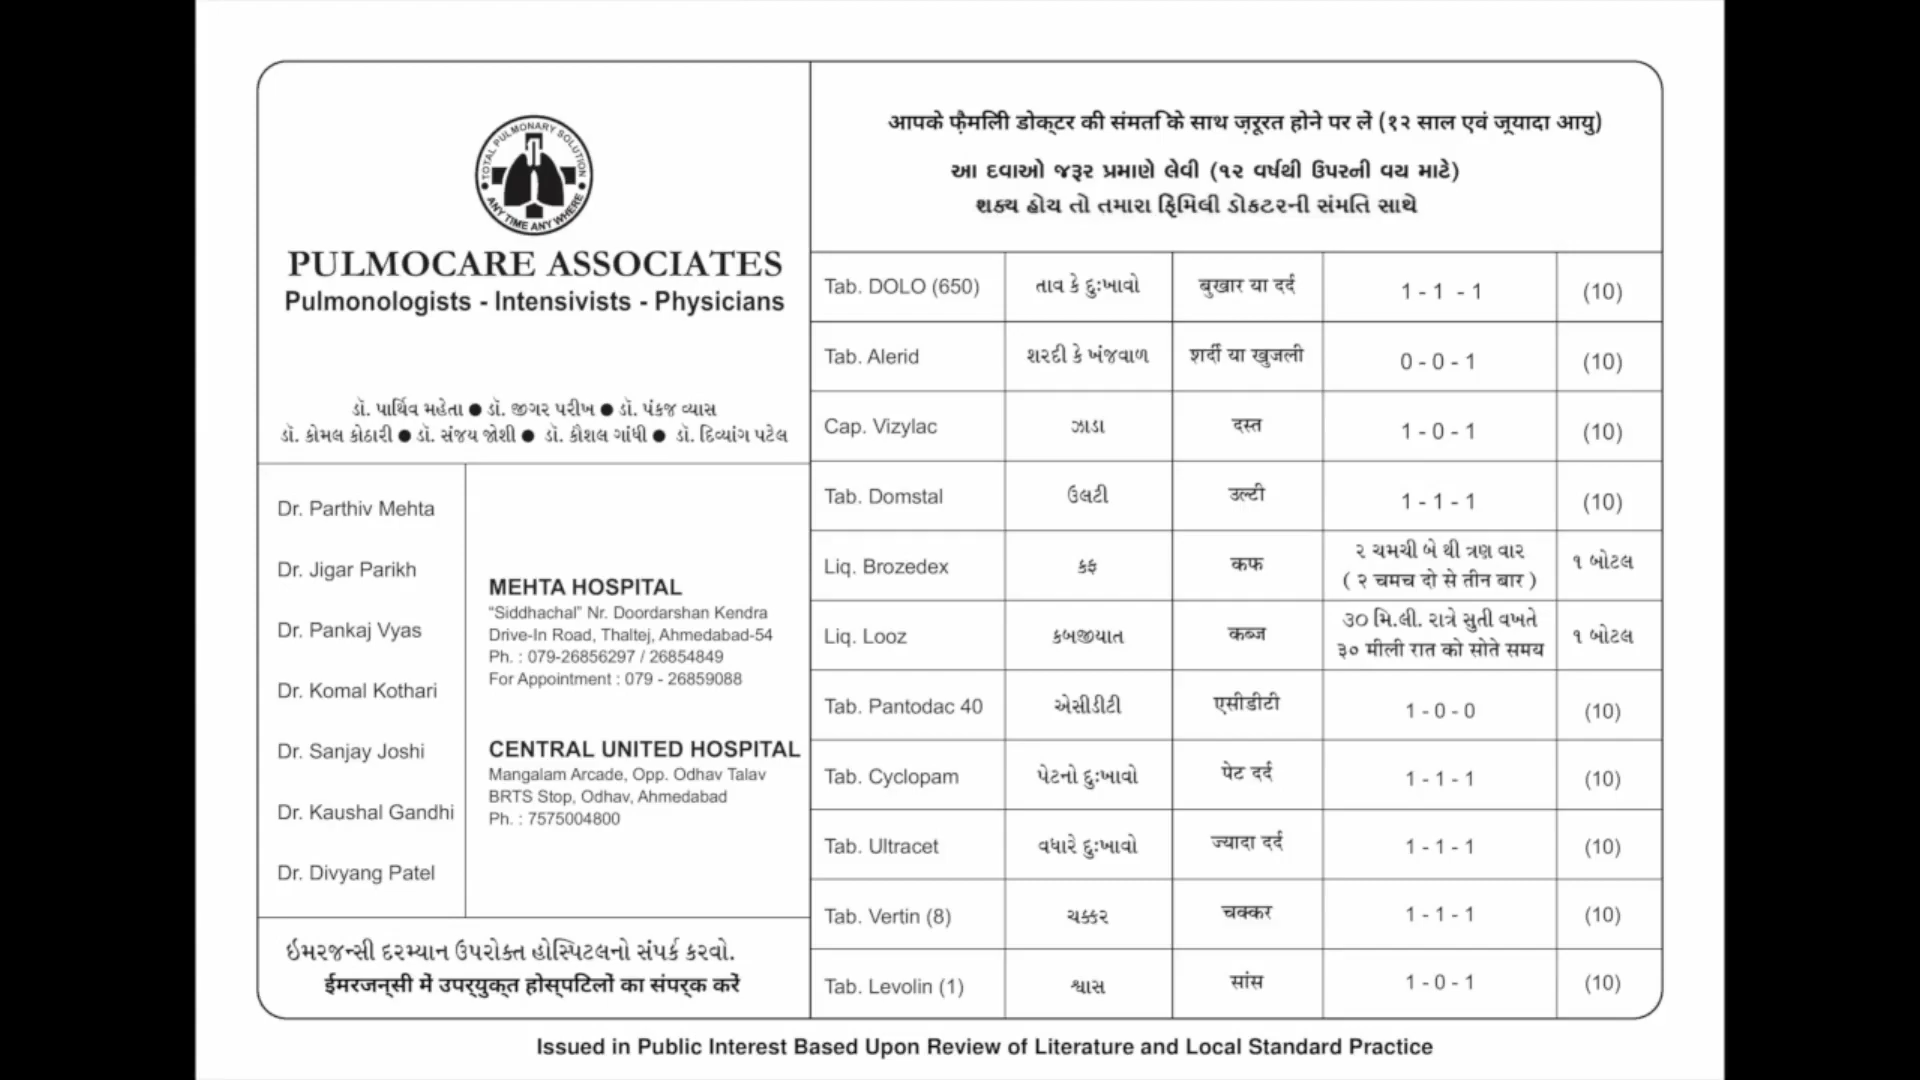 TOTAL PULMONARY SOLUTION
ANY TIME ANY WHERE
PULMOCARE ASSOCIATES
Pulmonologists - Intensivists - Physicians
ડૉ. પાર્થિવ મહેતા ● ડૉ. જીગર પરીખ ● ડૉ. પંકજ વ્યાસ
ડૉ. કોમલ કોઠારી ● ડૉ. સંજય જોશી ● ડૉ. કૌશલ ગાંધી ● ડૉ. દિવ્યાંગ પટેલ
Dr. Parthiv Mehta
Dr. Jigar Parikh
Dr. Pankaj Vyas
Dr. Komal Kothari
Dr. Sanjay Joshi
Dr. Kaushal Gandhi
Dr. Divyang Patel
MEHTA HOSPITAL
“Siddhachal” Nr. Doordarshan Kendra
Drive-In Road, Thaltej, Ahmedabad-54
Ph. : 079-26856297 / 26854849
For Appointment : 079 - 26859088
CENTRAL UNITED HOSPITAL
Mangalam Arcade, Opp. Odhav Talav
BRTS Stop, Odhav, Ahmedabad
Ph. : 7575004800
ઇમરજન્સી દરમ્યાન ઉપરોક્ત હોસ્પિટલનો સંપર્ક કરવો.
ईमरजन्सी में उपर्युक्त होस्पटिलों का संपर्क करें
आपके फ़ैमलिी डोक्टर की संमतिके साथ ज़रूरत होने पर लें (१२ साल एवं ज्यादा आयु)
આ દવાઓ જરૂર પ્રમાણે લેવી (૧૨ વર્ષથી ઉપરની વય માટે)
શક્ય હોય તો તમારા ફિમિલી ડોકટરની સંમતિ સાથે
Tab. DOLO (650) તાવ કે દુઃખાવો बुखार या दर्द 1 - 1 - 1 (10)
Tab. Alerid શરદી કે ખંજવાળ शर्दी या खुजली 0 - 0 - 1 (10)
Cap. Vizylac ઝાડા दस्त 1 - 0 - 1 (10)
Tab. Domstal ઉલટી उल्टी 1 - 1 - 1 (10)
Liq. Brozedex કફ कफ ૨ ચમચી બે થી ત્રણ વાર ૧ બોટલ
( २ चमच दो से तीन बार )
Liq. Looz કબજીયાત कब्ज ૩૦ મિ.લી. રાત્રે સુતી વખતે ૧ બોટલ
३० मीली रात को सोते समय
Tab. Pantodac 40 એસીડીટી एसीडीटी 1 - 0 - 0 (10)
Tab. Cyclopam પેટનો દુઃખાવો पेट दर्द 1 - 1 - 1 (10)
Tab. Ultracet વધારે દુઃખાવો ज्यादा दर्द 1 - 1 - 1 (10)
Tab. Vertin (8) ચક્કર चक्कर 1 - 1 - 1 (10)
Tab. Levolin (1) શ્વાસ सांस 1 - 0 - 1 (10)
Issued in Public Interest Based Upon Review of Literature and Local Standard Practice